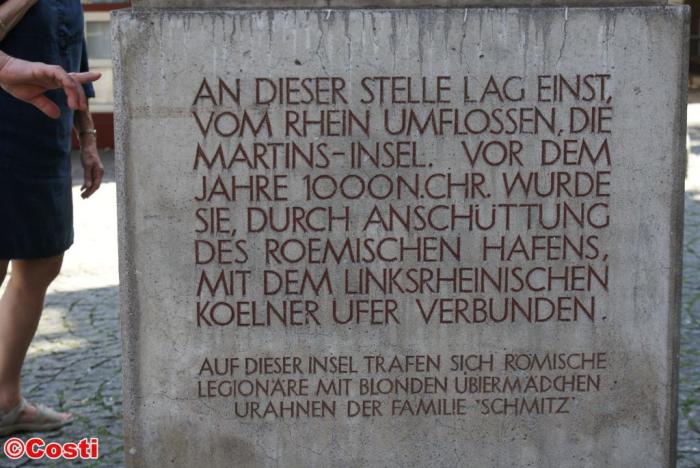 AN DIESER STELLE LAG EINST,
VOM RHEIN UMFLOSSEN, DIE
MARTINS-INSEL. VOR DEM
JAHRE 1000N.CHR. WURDE
SIE, DURCH ANSCHÜTTUNG
DES ROEMISCHEN HAFENS,
MIT DEM LINKSRHEINISCHEN
KOELNER UFER VERBUNDEN.
AUF DIESER INSEL TRAFEN SICH RÖMISCHE
LEGIONÄRE MIT BLONDEN UBIERMÄDCHEN
URAHNEN DER FAMILIE "SCHMITZ"
©Costi